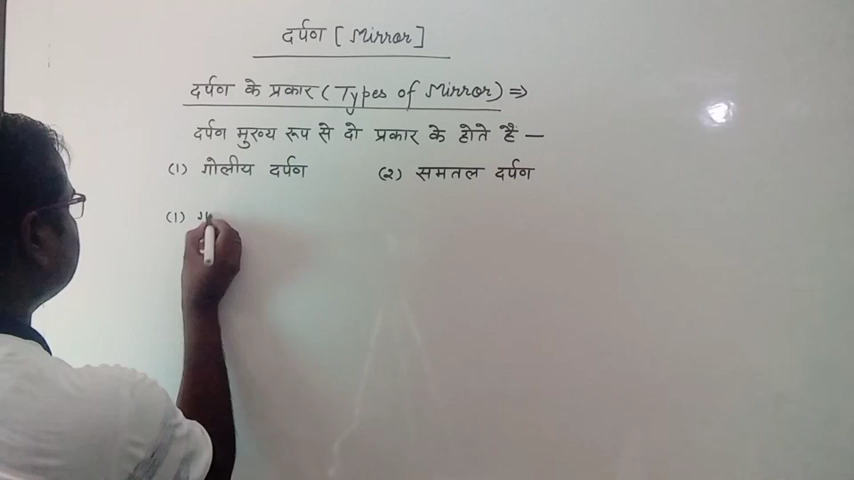 दर्पण [ Mirror ]
दर्पण के प्रकार ( Types of Mirror ) ⇒
दर्पण मुख्य रूप से दो प्रकार के होते है —
(1) गोलीय दर्पण (२) समतल दर्पण
(1)